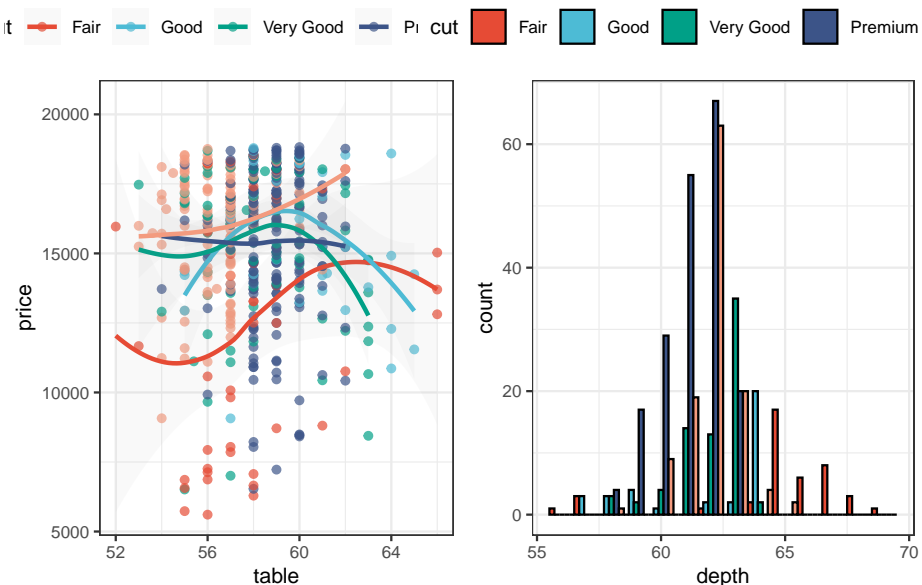 Fair Good Very Good cut Fair Good Very Good Premium
20000
15000
10000
5000
price
52 56 60 64
table
60
40
20
0
count
55 60 65 70
depth